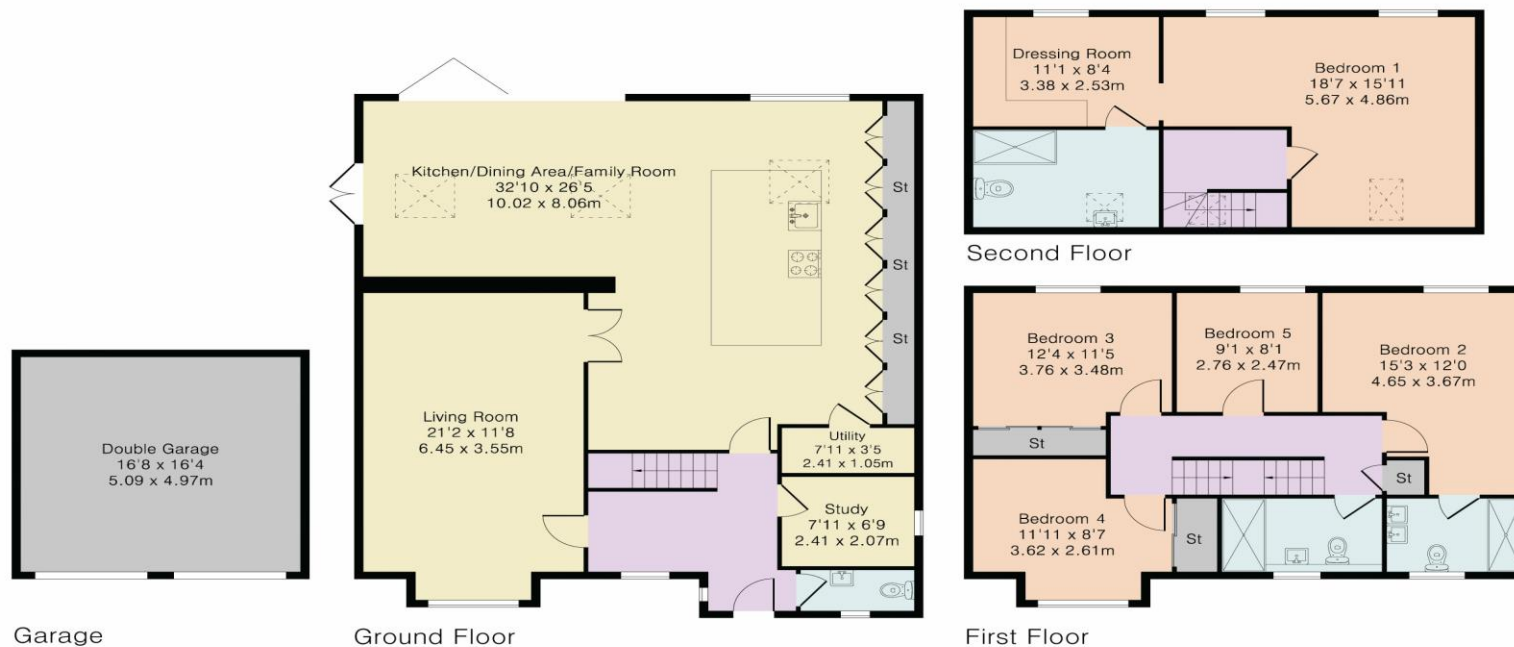 Dressing Room
11'1 x 8'4
3.38 x 2.53m
Bedroom 1
18'7 x 15'11
5.67 x 4.86m
Second Floor
Kitchen/Dining Area/Family Room
32'10 x 26'5
10.02 x 8.06m
St
St
St
Living Room
21'2 x 11'8
6.45 x 3.55m
Utility
7'11 x 3'5
2.41 x 1.05m
Study
7'11 x 6'9
2.41 x 2.07m
Double Garage
16'8 x 16'4
5.09 x 4.97m
Bedroom 3
12'4 x 11'5
3.76 x 3.48m
Bedroom 5
9'1 x 8'1
2.76 x 2.47m
Bedroom 2
15'3 x 12'0
4.65 x 3.67m
St
St
Bedroom 4
11'11 x 8'7
3.62 x 2.61m
St
Garage
Ground Floor
First Floor